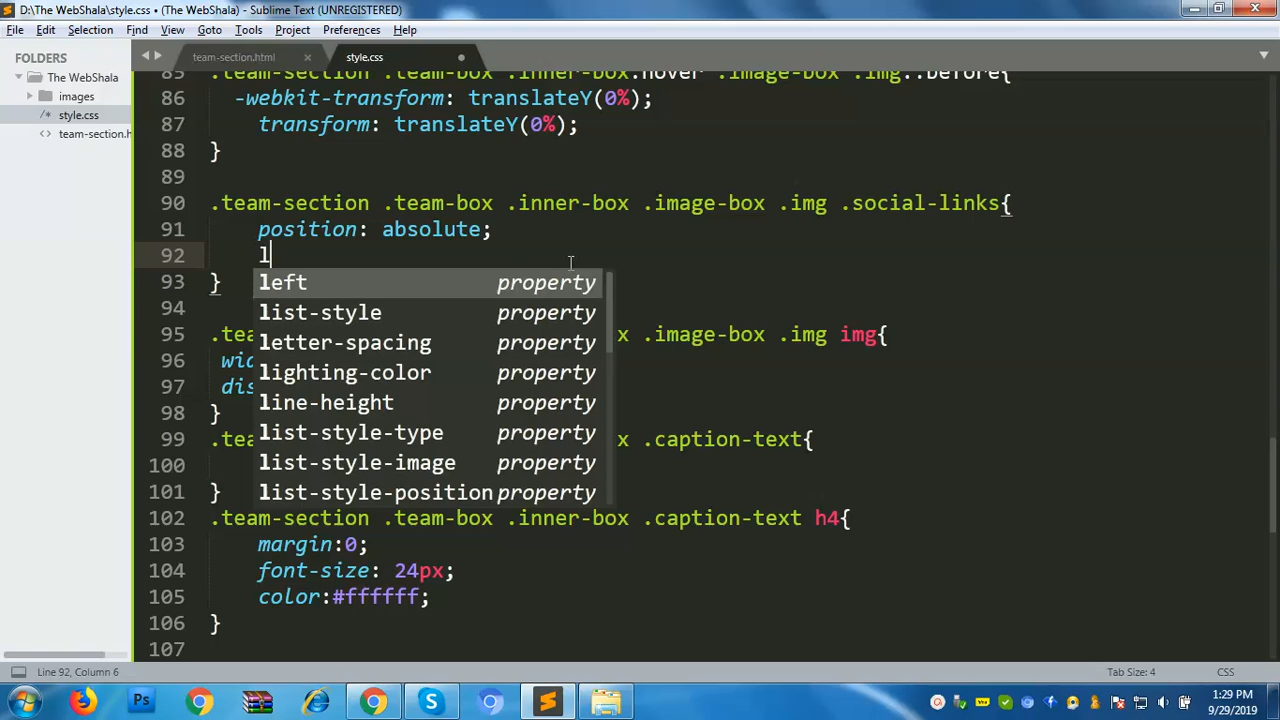 D:\The WebShala\style.css • (The WebShala) - Sublime Text (UNREGISTERED)
File Edit Selection Find View Goto Tools Project Preferences Help
FOLDERS
The WebShala
images
style.css
team-section.h
team-section.html
style.css
85 .team-section .team-box .inner-box:hover .image-box .img::before{
86 -webkit-transform: translateY(0%);
87 transform: translateY(0%);
88 }
89
90 .team-section .team-box .inner-box .image-box .img .social-links{
91 position: absolute;
92 l
93 }
94
95 .tea x .image-box .img img{
96 wid
97 dis
98 }
99 .tea x .caption-text{
100
101 }
102 .team-section .team-box .inner-box .caption-text h4{
103 margin:0;
104 font-size: 24px;
105 color:#ffffff;
106 }
107
left property
list-style property
letter-spacing property
lighting-color property
line-height property
list-style-type property
list-style-image property
list-style-position property
Line 92, Column 6
Tab Size: 4
CSS
Ps
1:29 PM
9/29/2019